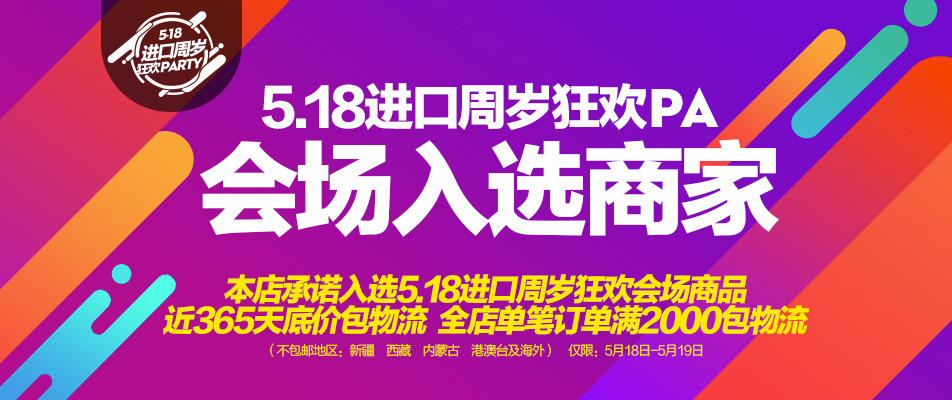 5·18
进口周岁
狂欢PARTY
5.18进口周岁狂欢PA
会场入选商家
本店承诺入选5.18进口周岁狂欢会场商品
近365天底价包物流 全店单笔订单满2000包物流
（不包邮地区：新疆 西藏 内蒙古 港澳台及海外） 仅限：5月18日-5月19日